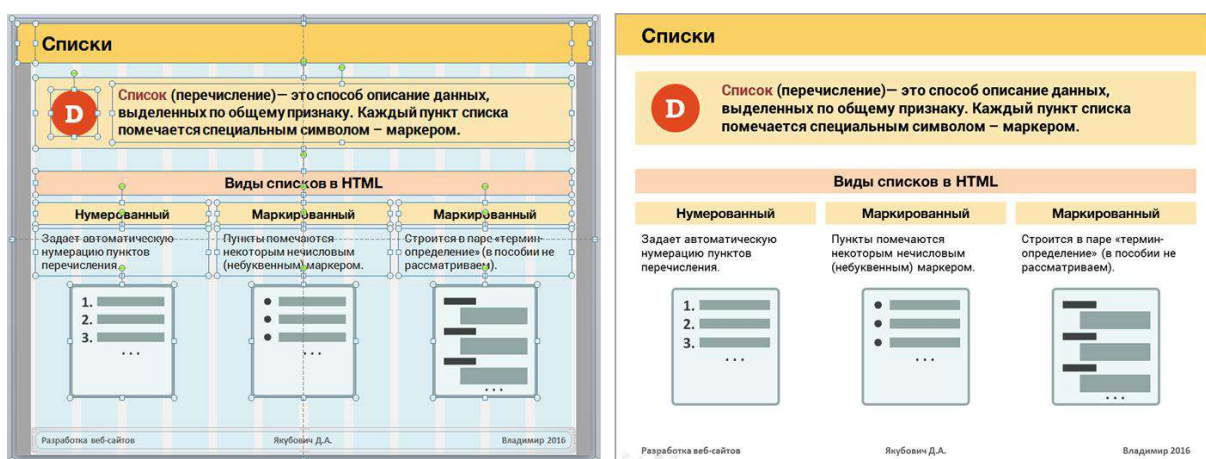 Списки
D
Список (перечисление)— это способ описание данных,
выделенных по общему признаку. Каждый пункт списка
помечается специальным символом – маркером.
Виды списков в HTML
Нумерованный
Маркированный
Маркированный
Задает автоматическую
нумерацию пунктов
перечисления.
Пункты помечаются
некоторым нечисловым
(небуквенным) маркером.
Строится в паре «термин-
определение» (в пособии не
рассматриваем).
1.
2.
3.
...
...
...
Разработка веб-сайтов
Якубович Д.А.
Владимир 2016
Списки
D
Список (перечисление)— это способ описание данных,
выделенных по общему признаку. Каждый пункт списка
помечается специальным символом – маркером.
Виды списков в HTML
Нумерованный
Маркированный
Маркированный
Задает автоматическую
нумерацию пунктов
перечисления.
Пункты помечаются
некоторым нечисловым
(небуквенным) маркером.
Строится в паре «термин-
определение» (в пособии не
рассматриваем).
1.
2.
3.
...
...
...
Разработка веб-сайтов
Якубович Д.А.
Владимир 2016